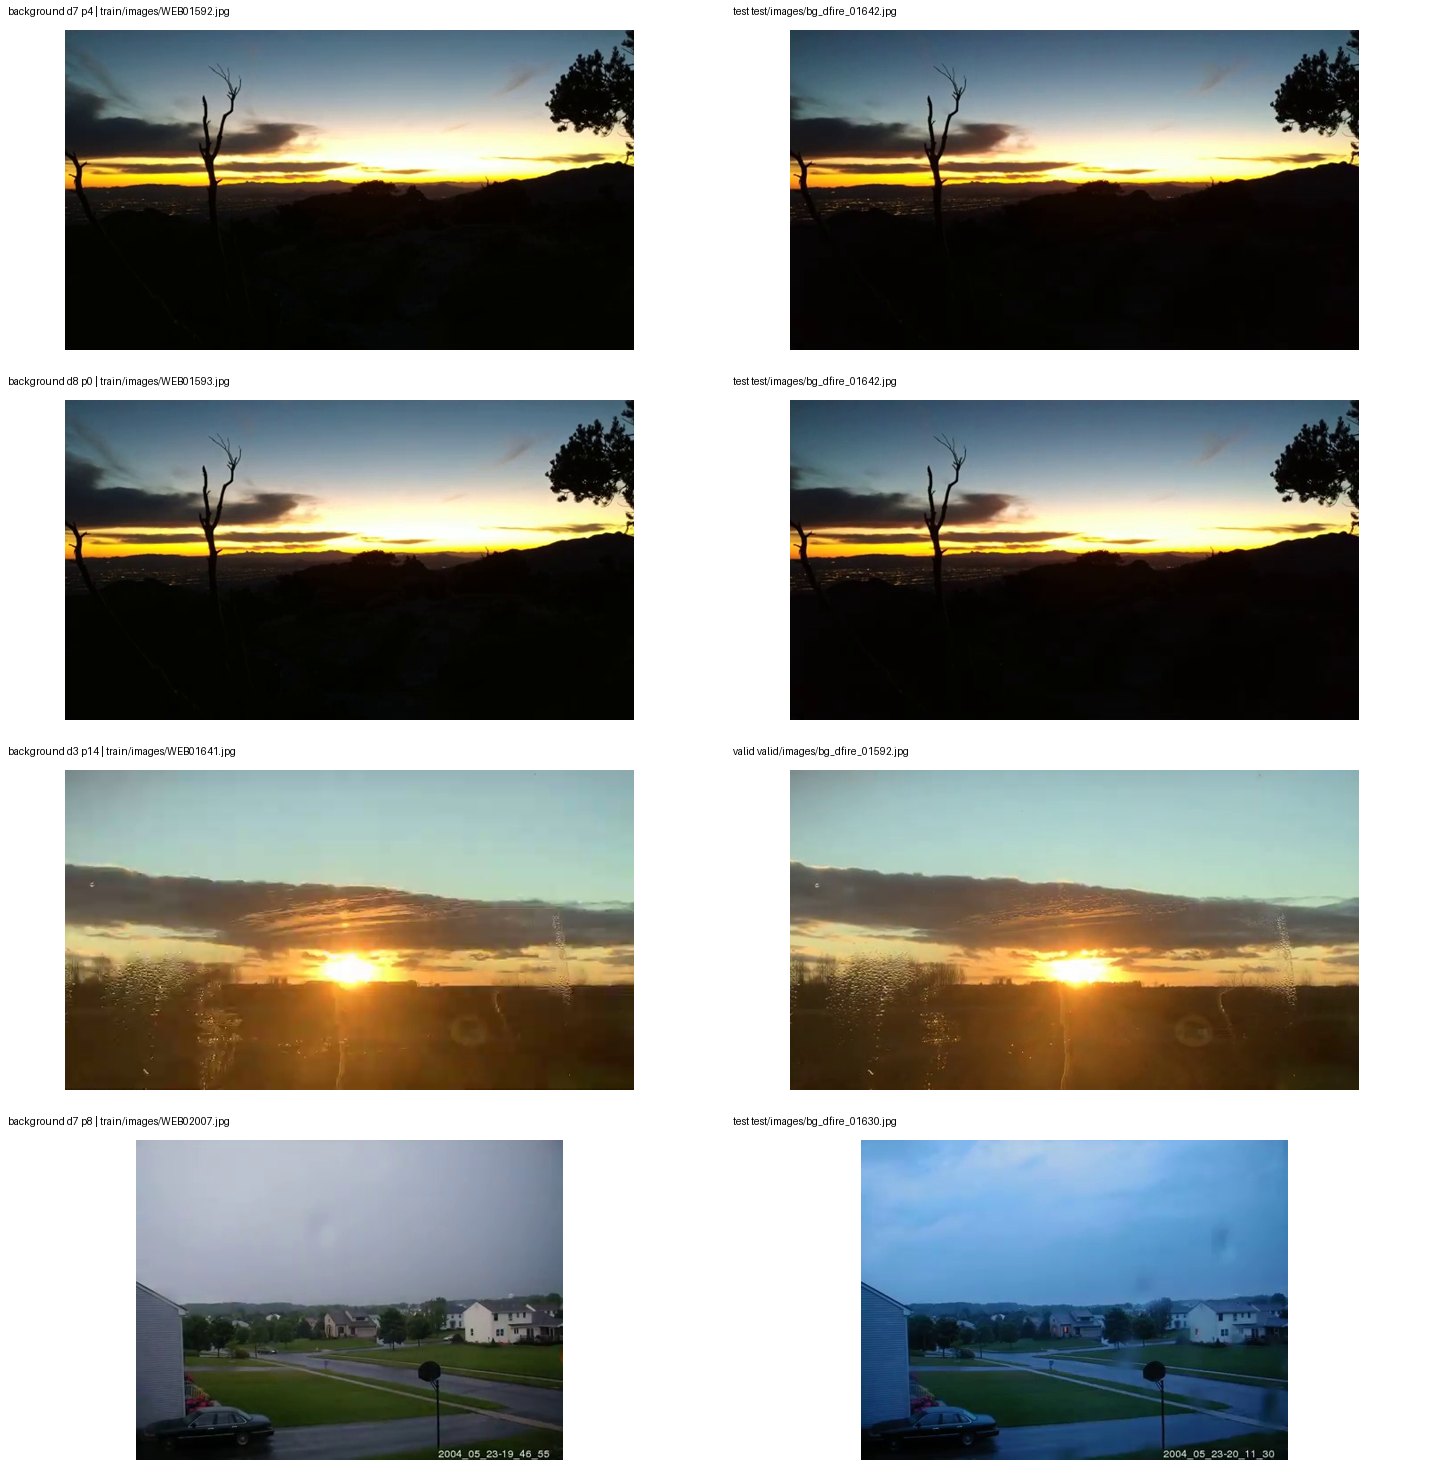 background d7 p4 | train/images/WEB01592.jpg
test test/images/bg_dfire_01642.jpg
background d8 p0 | train/images/WEB01593.jpg
test test/images/bg_dfire_01642.jpg
background d3 p14 | train/images/WEB01641.jpg
valid valid/images/bg_dfire_01592.jpg
background d7 p8 | train/images/WEB02007.jpg
test test/images/bg_dfire_01630.jpg
2004_05_23-19_46_55
2004_05_23-20_11_30